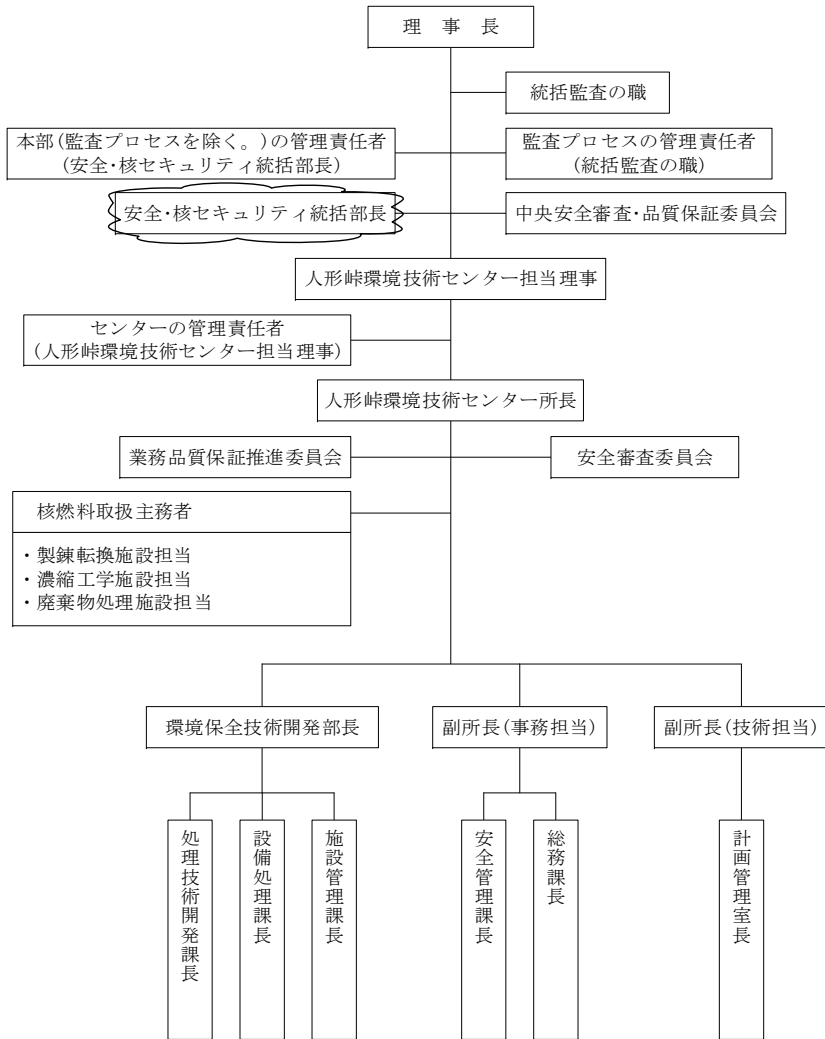 理　事　長
統括監査の職
本部(監査プロセスを除く。)の管理責任者
(安全・核セキュリティ統括部長)
監査プロセスの管理責任者
(統括監査の職)
安全・核セキュリティ統括部長
中央安全審査・品質保証委員会
人形峠環境技術センター担当理事
センターの管理責任者
(人形峠環境技術センター担当理事)
人形峠環境技術センター所長
業務品質保証推進委員会
安全審査委員会
核燃料取扱主務者
・製錬転換施設担当
・濃縮工学施設担当
・廃棄物処理施設担当
環境保全技術開発部長
副所長(事務担当)
副所長(技術担当)
処理技術開発課長
設備処理課長
施設管理課長
安全管理課長
総務課長
計画管理室長